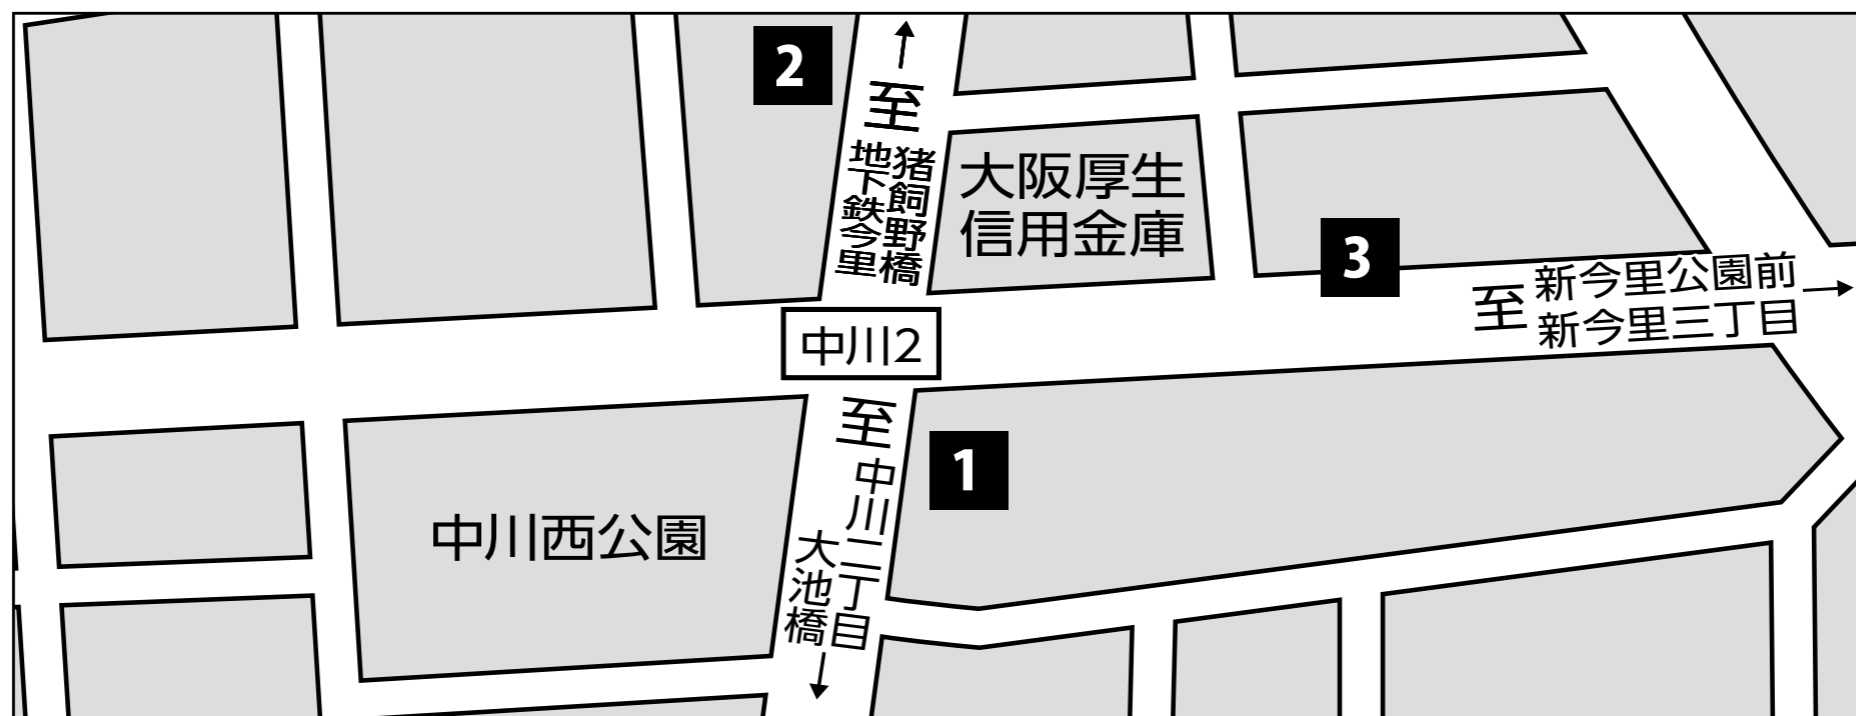 2
至
猪飼野橋
地下鉄今里
大阪厚生
信用金庫
3
至
新今里公園前
新今里三丁目
中川2
至
中川二丁目
大池橋
1
中川西公園